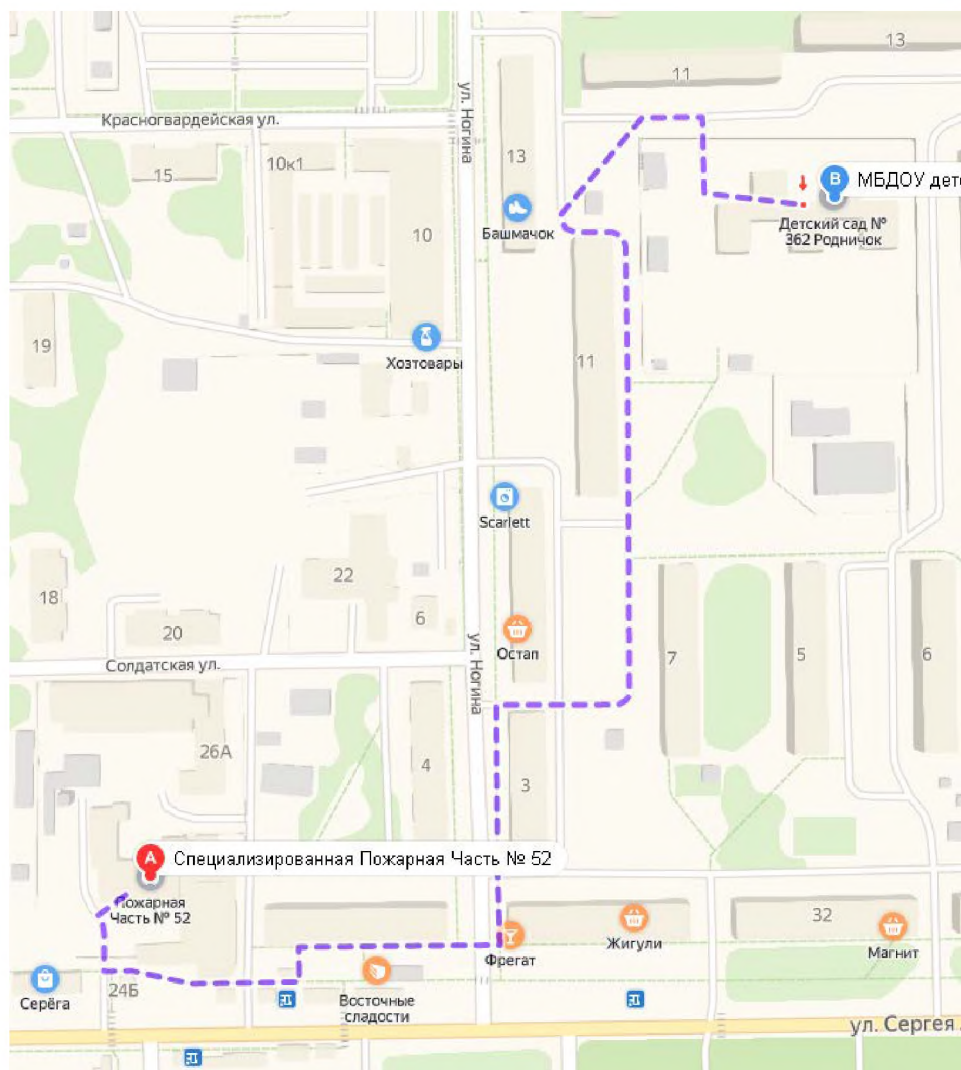 13
11
ул. Ногина
Красногвардейская ул.
13
15
10к1
B МБДОУ дет
Детский сад №
362 Родничок
Башмачок
10
19
Хозтовары
11
Scarlett
22
18
6
20
Остап
7
5
6
Солдатская ул.
ул. Ногина
26А
4
3
A Специализированная Пожарная Часть № 52
Пожарная
Часть № 52
32
Жигули
Фрегат
Магнит
24Б
Серёга
Восточные
сладости
ул. Сергея